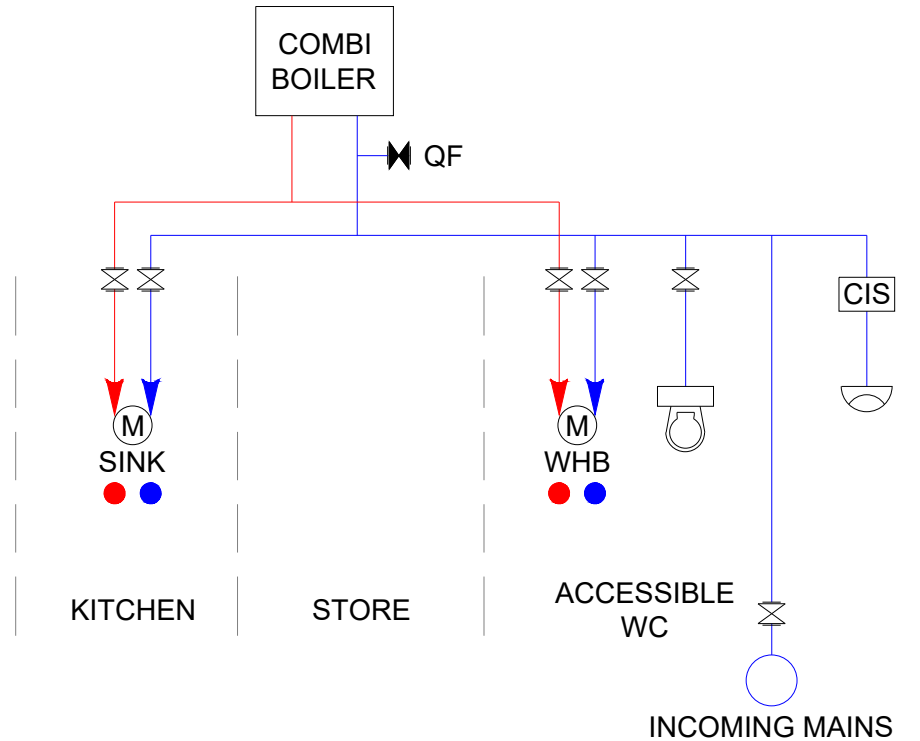 COMBI
BOILER
QF
CIS
M
M
SINK
WHB
KITCHEN
STORE
ACCESSIBLE
WC
INCOMING MAINS